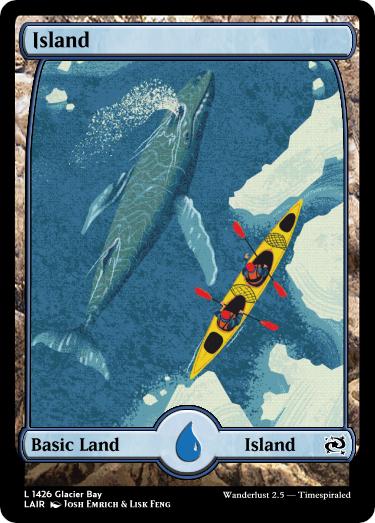 Island
Basic Land Island
L 1426 Glacier Bay
LAIR Josh Emrich & Lisk Feng Wanderlust 2.5 — Timespiraled